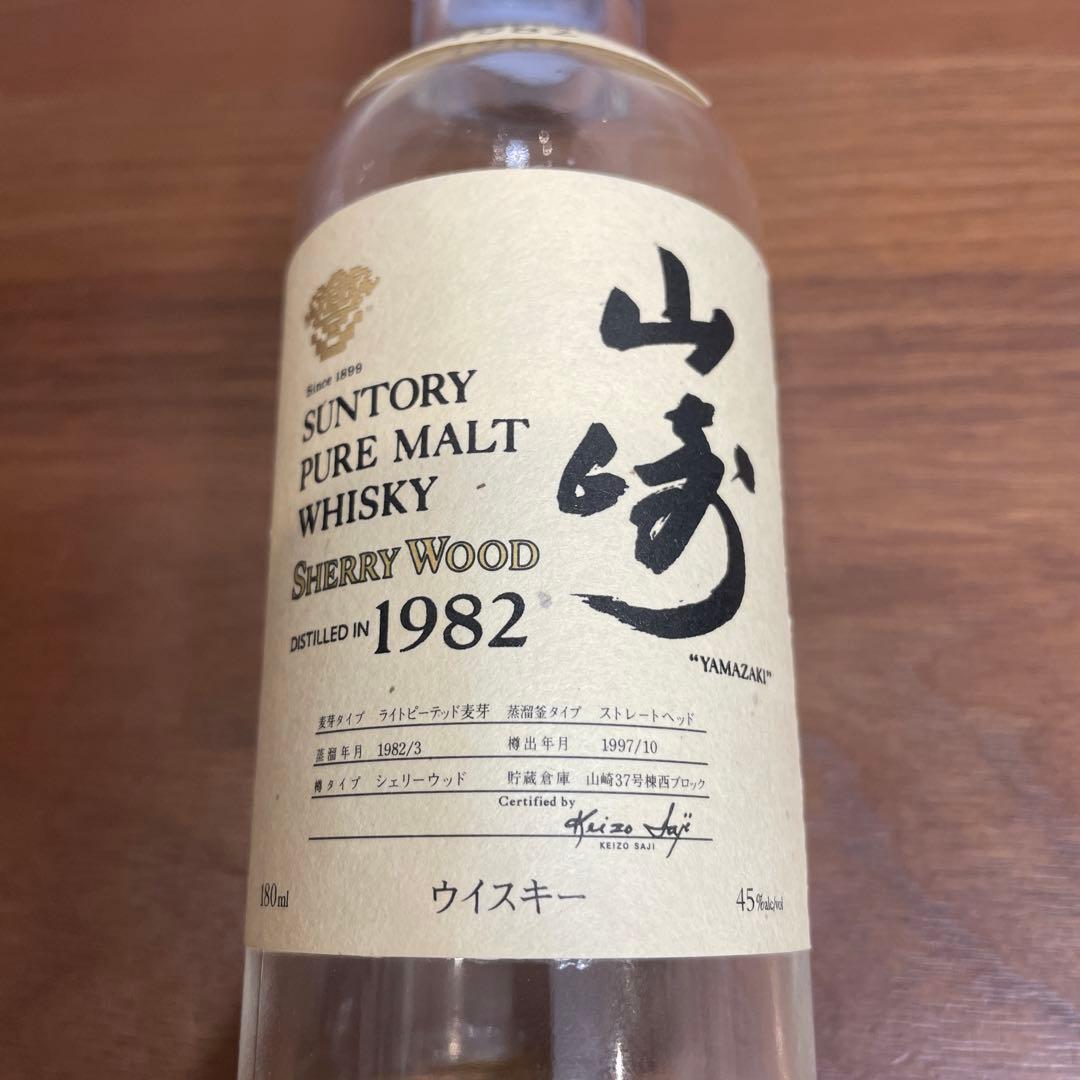 Since 1899
SUNTORY
PURE MALT
WHISKY
SHERRY WOOD
DISTILLED IN 1982
山崎
"YAMAZAKI"
麦芽タイプ ライトピーテッド麦芽 蒸溜釜タイプ ストレートヘッド
蒸溜年月 1982/3 樽出年月 1997/10
樽タイプ シェリーウッド 貯蔵倉庫 山崎37号棟西ブロック
Certified by Keizo Saji
KEIZO SAJI
180ml ウイスキー 45%alc/vol